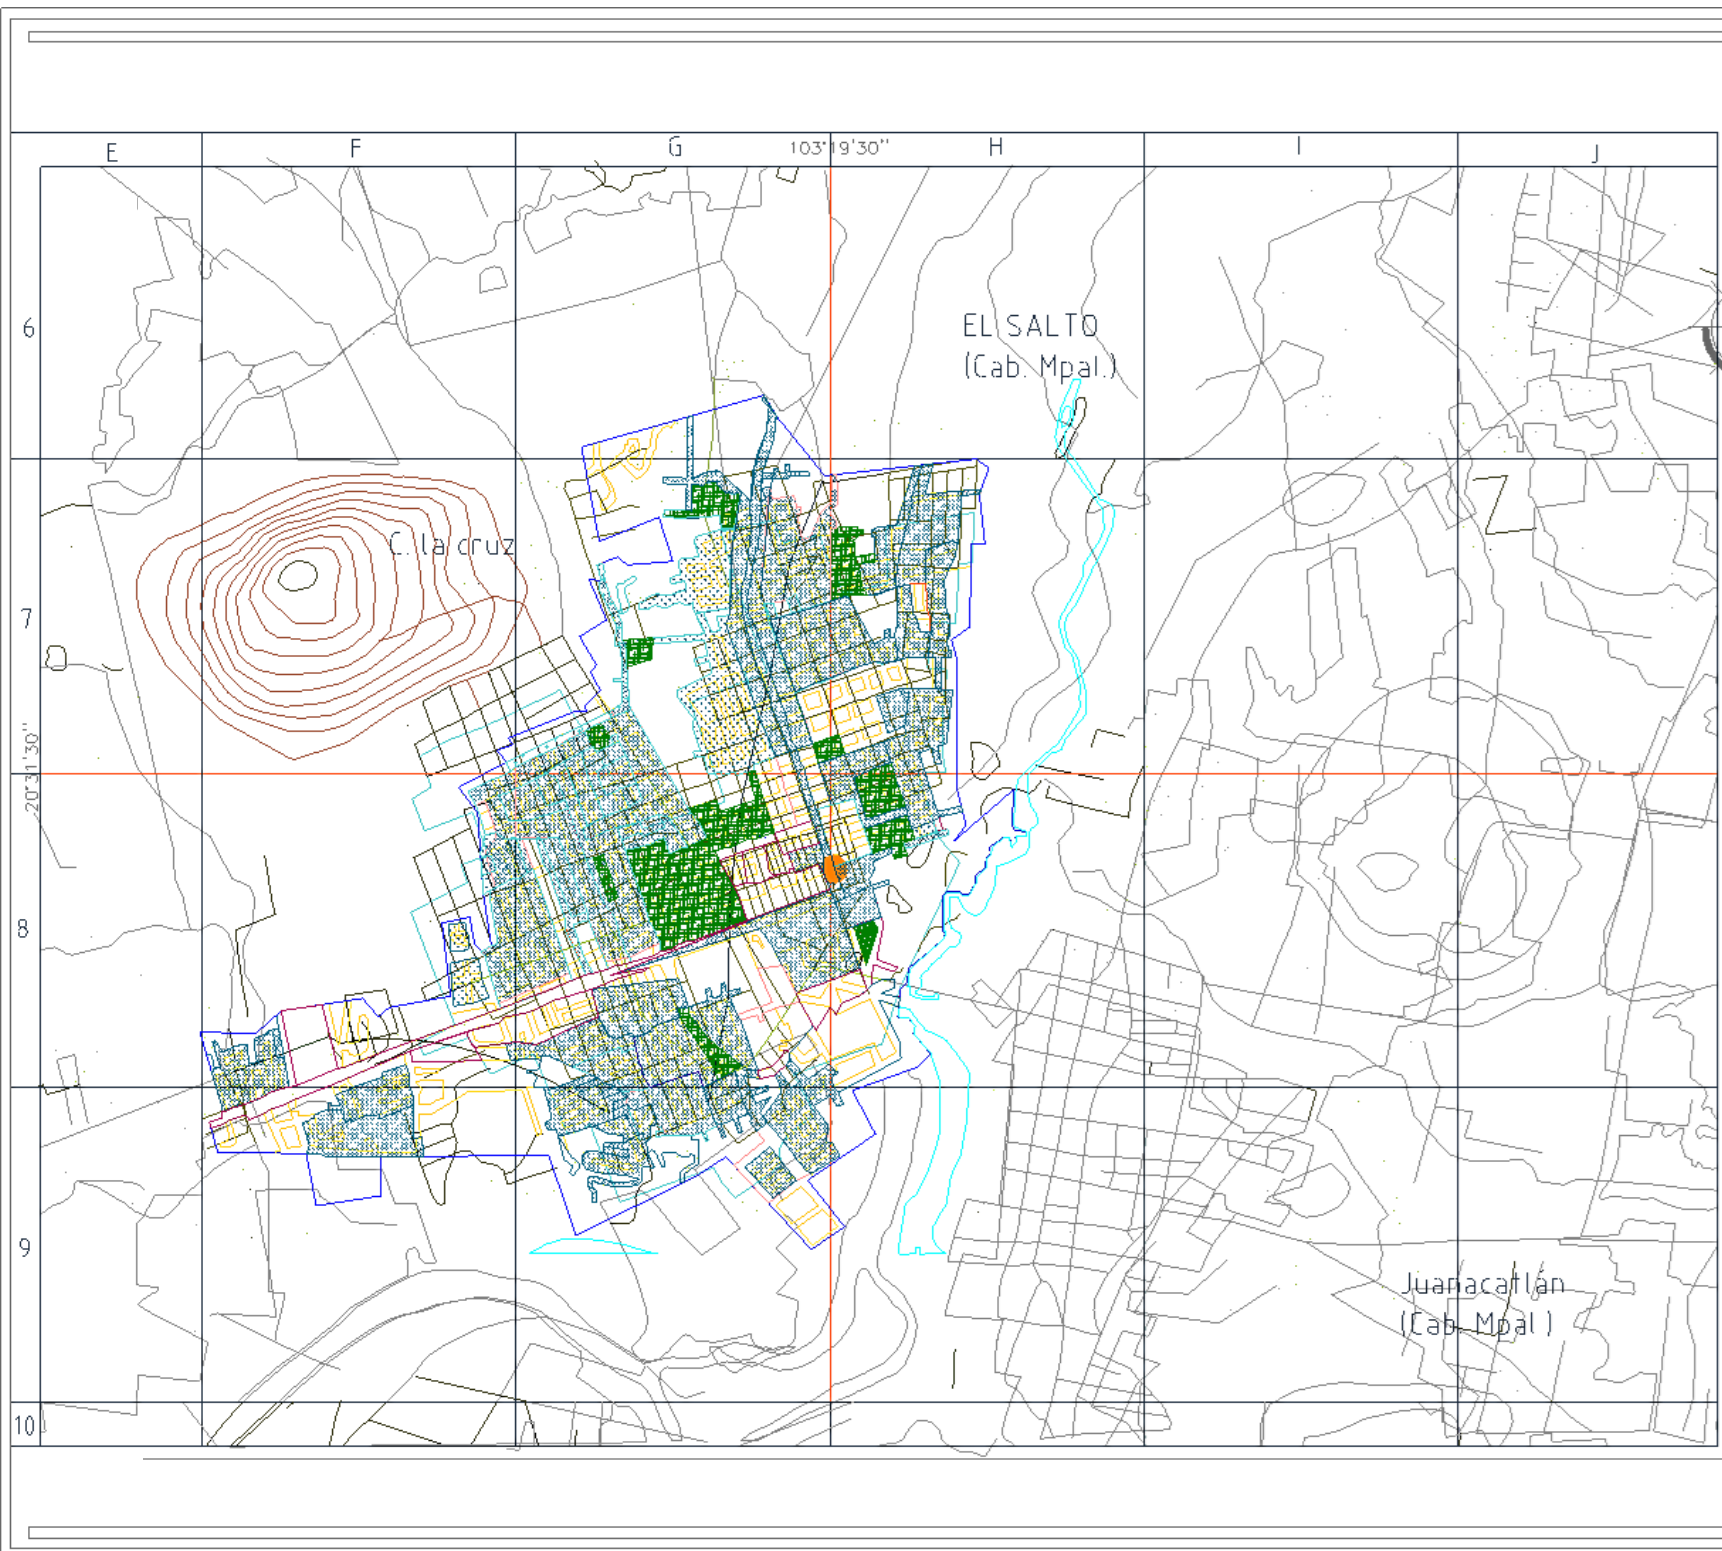 E F G 103°19'30" H I J
6
EL SALTO
(Cab. Mpal.)
C. la cruz
7
20°31'30"
8
9
Juanacatlán
(Cab. Mpal.)
10